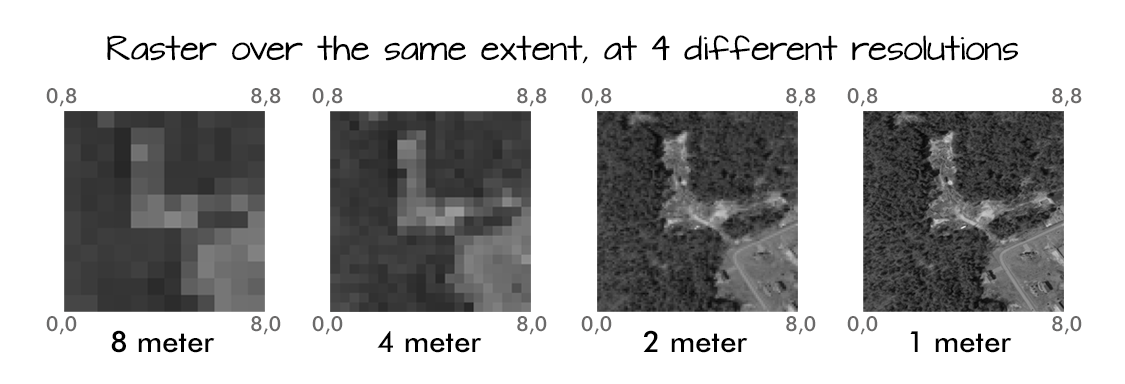 Raster over the same extent, at 4 different resolutions
0,8 8,8 0,8 8,8 0,8 8,8 0,8 8,8
0,0 8,0 0,0 8,0 0,0 8,0 0,0 8,0
8 meter 4 meter 2 meter 1 meter